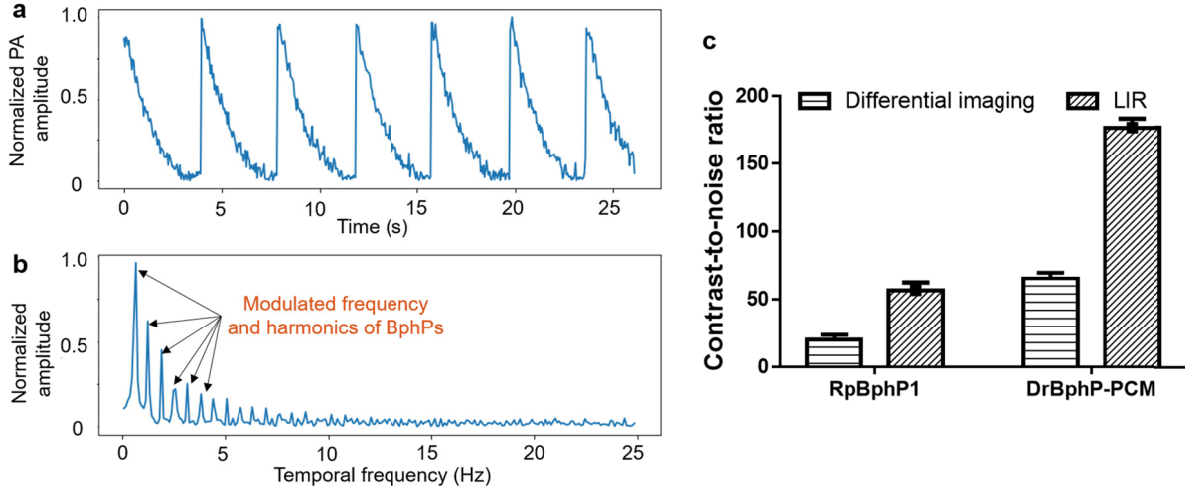 a
Normalized PA
amplitude
1.0
0.5
0
0 5 10 15 20 25
Time (s)
b
Normalized
amplitude
1.0
0.5
0
Modulated frequency
and harmonics of BphPs
0 5 10 15 20 25
Temporal frequency (Hz)
c
Contrast-to-noise ratio
200
150
100
50
0
Differential imaging LIR
RpBphP1 DrBphP-PCM